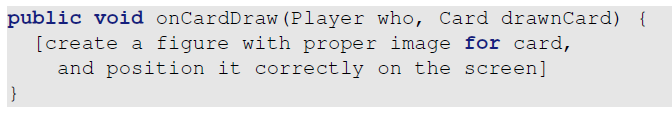 public void onCardDraw(Player who, Card drawnCard) {
[create a figure with proper image for card,
and position it correctly on the screen]
}